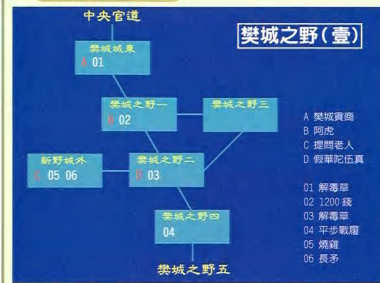 中央官道
樊城之野(壹)
樊城城東
A 01
樊城之野一
B 02
樊城之野三
新野城外
05 06
樊城之野二
D 03
樊城之野四
04
樊城之野五
A 樊城貨商
B 阿虎
C 提問老人
D 假華陀伍真
01 解毒草
02 1200 錢
03 解毒草
04 平步戰履
05 燒雞
06 長矛